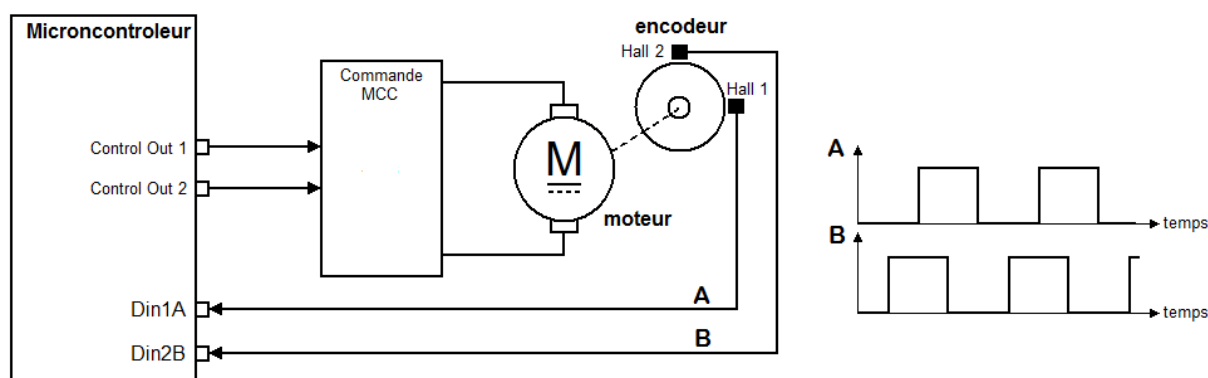 Microncontroleur
encodeur
Hall 2
Hall 1
Commande
MCC
Control Out 1
Control Out 2
M
moteur
Din1A
A
Din2B
B
A
temps
B
temps